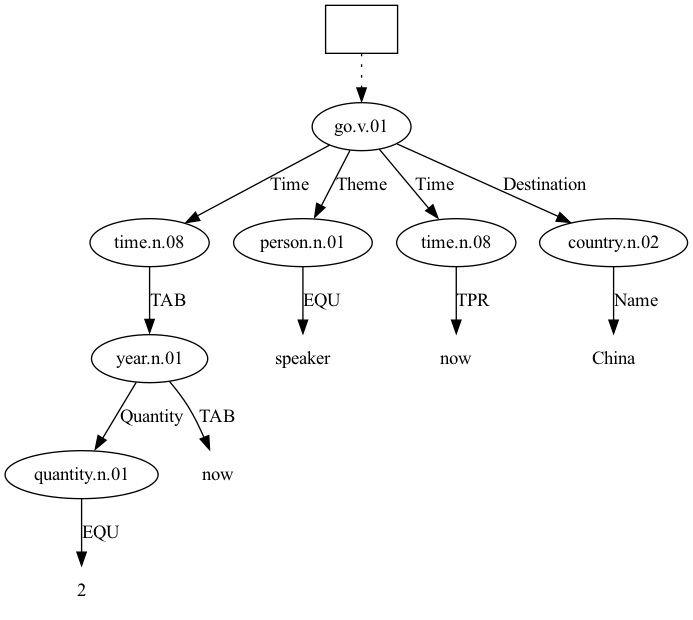 go.v.01
Time Theme Time Destination
time.n.08 person.n.01 time.n.08 country.n.02
TAB EQU TPR Name
year.n.01 speaker now China
Quantity TAB
quantity.n.01 now
EQU
2